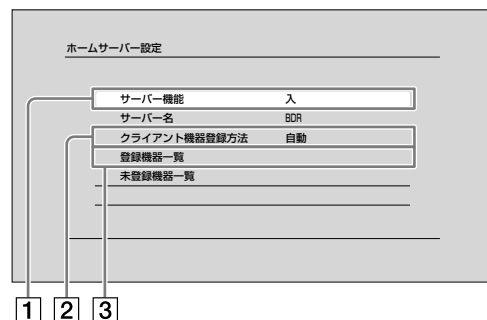 ホームサーバー設定
サーバー機能 入
サーバー名 BDR
クライアント機器登録方法 自動
登録機器一覧
未登録機器一覧
1 2 3